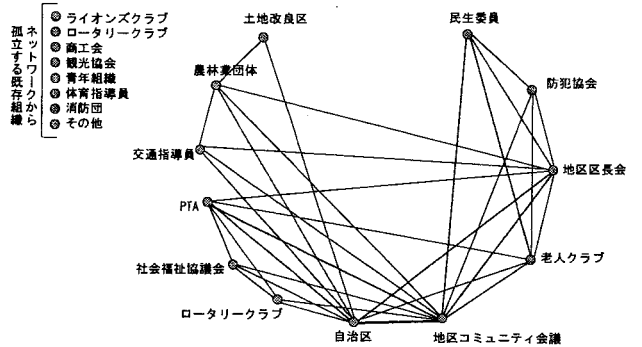 ネットワークから
孤立する既存組織
ライオンズクラブ
ロータリークラブ
商工会
観光協会
青年組織
体育指導員
消防団
その他
土地改良区
民生委員
農林業団体
防犯協会
交通指導員
地区区長会
PTA
老人クラブ
社会福祉協議会
ロータリークラブ
自治区
地区コミュニティ会議